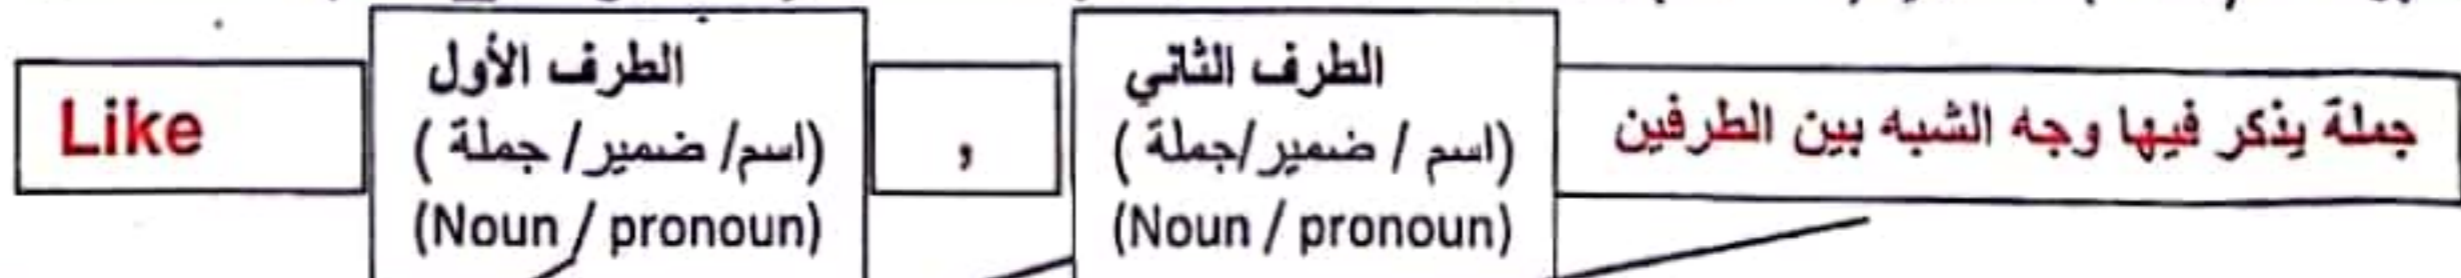 Like
الطرف الأول
(اسم/ ضمير/ جملة )
(Noun / pronoun)
,
الطرف الثاني
(اسم / ضمير/جملة )
(Noun / pronoun)
جملة يذكر فيها وجه الشبه بين الطرفين